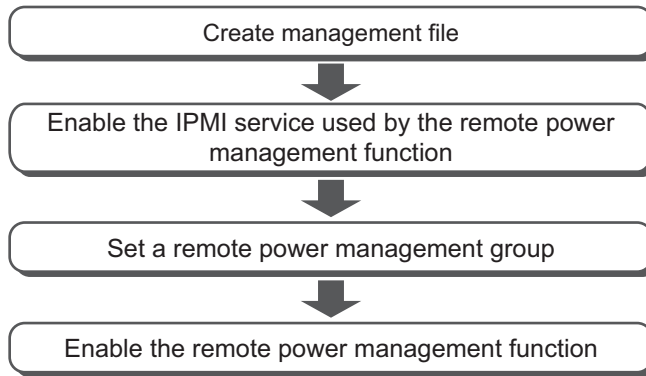 Create management file
Enable the IPMI service used by the remote power
management function
Set a remote power management group
Enable the remote power management function